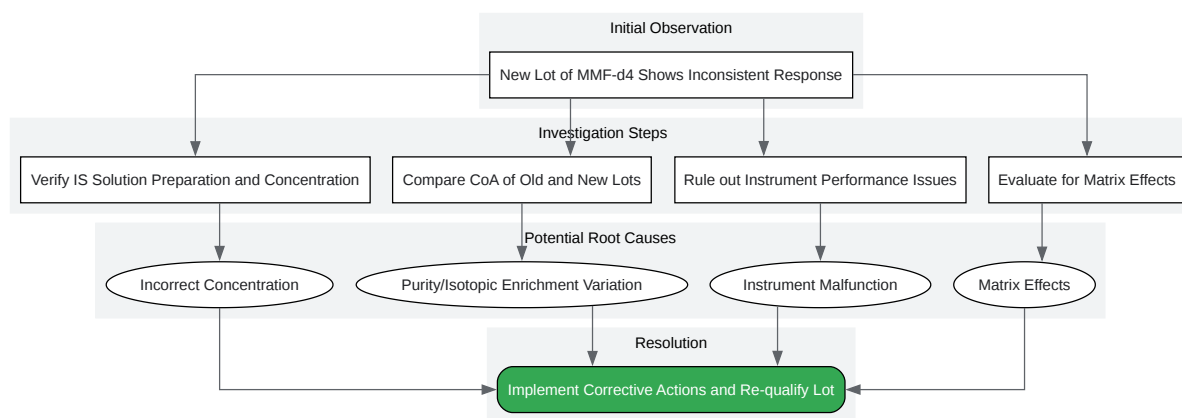 Initial Observation
New Lot of MMF-d4 Shows Inconsistent Response
Investigation Steps
Verify IS Solution Preparation and Concentration
Compare CoA of Old and New Lots
Rule out Instrument Performance Issues
Evaluate for Matrix Effects
Potential Root Causes
Incorrect Concentration
Purity/Isotopic Enrichment Variation
Instrument Malfunction
Matrix Effects
Resolution
Implement Corrective Actions and Re-qualify Lot